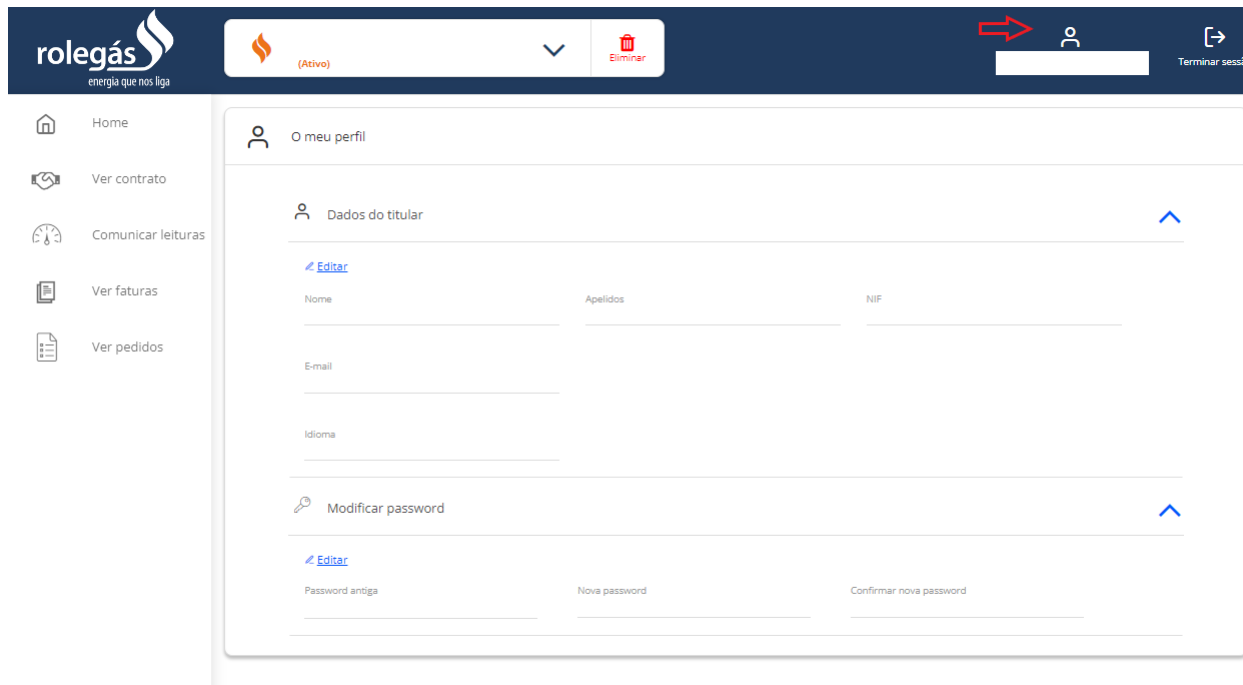 rolegás
energia que nos liga
(Ativo)
Eliminar
Terminar sess
Home
Ver contrato
Comunicar leituras
Ver faturas
Ver pedidos
O meu perfil
Dados do titular
Editar
Nome Apelidos NIF
E-mail
Idioma
Modificar password
Editar
Password antiga Nova password Confirmar nova password